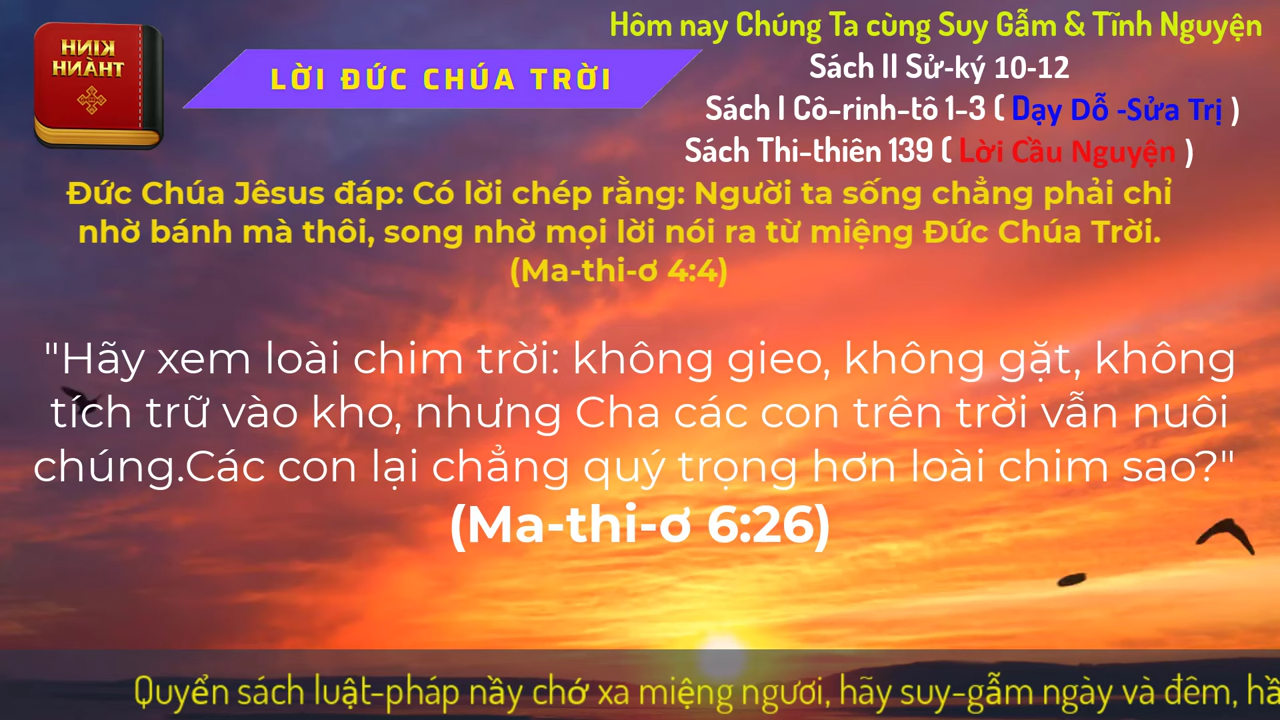 KINH
THÀNH
LỜI ĐỨC CHÚA TRỜI
Hôm nay Chúng Ta cùng Suy Gẫm & Tĩnh Nguyện
Sách II Sử-ký 10-12
Sách I Cô-rinh-tô 1-3 ( Dạy Dỗ -Sửa Trị )
Sách Thi-thiên 139 ( Lời Cầu Nguyện )
Đức Chúa Jêsus đáp: Có lời chép rằng: Người ta sống chẳng phải chỉ
nhờ bánh mà thôi, song nhờ mọi lời nói ra từ miệng Đức Chúa Trời.
(Ma-thi-ơ 4:4)
"Hãy xem loài chim trời: không gieo, không gặt, không
tích trữ vào kho, nhưng Cha các con trên trời vẫn nuôi
chúng.Các con lại chẳng quý trọng hơn loài chim sao?"
(Ma-thi-ơ 6:26)
Quyển sách luật-pháp nầy chớ xa miệng ngươi, hãy suy-gẫm ngày và đêm, hầ